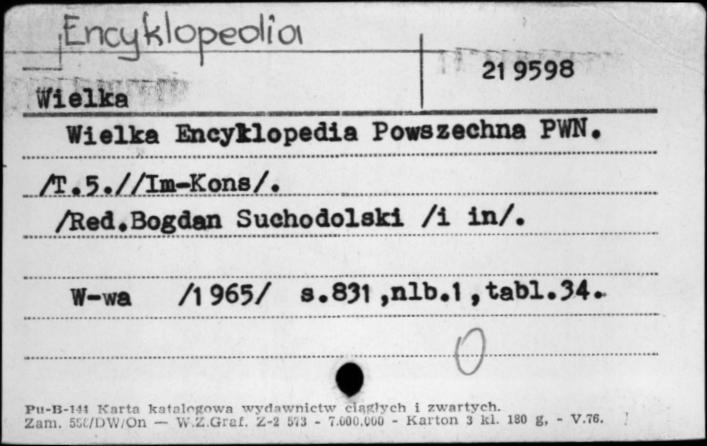 Encyklopedia
21 9598
Wielka
Wielka Encyklopedia Powszechna PWN.
/T.5.//Im-Kons/.
/Red.Bogdan Suchodolski /i in/.
W-wa /1965/ s.831,nlb.1,tabl.34.
0
Pu-B-144 Karta katalogowa wydawnictw ciągłych i zwartych.
Zam. 550/DW/On — W.Z.Graf. Z-2 573 - 7.000.000 - Karton 3 kl. 180 g, - V.76.